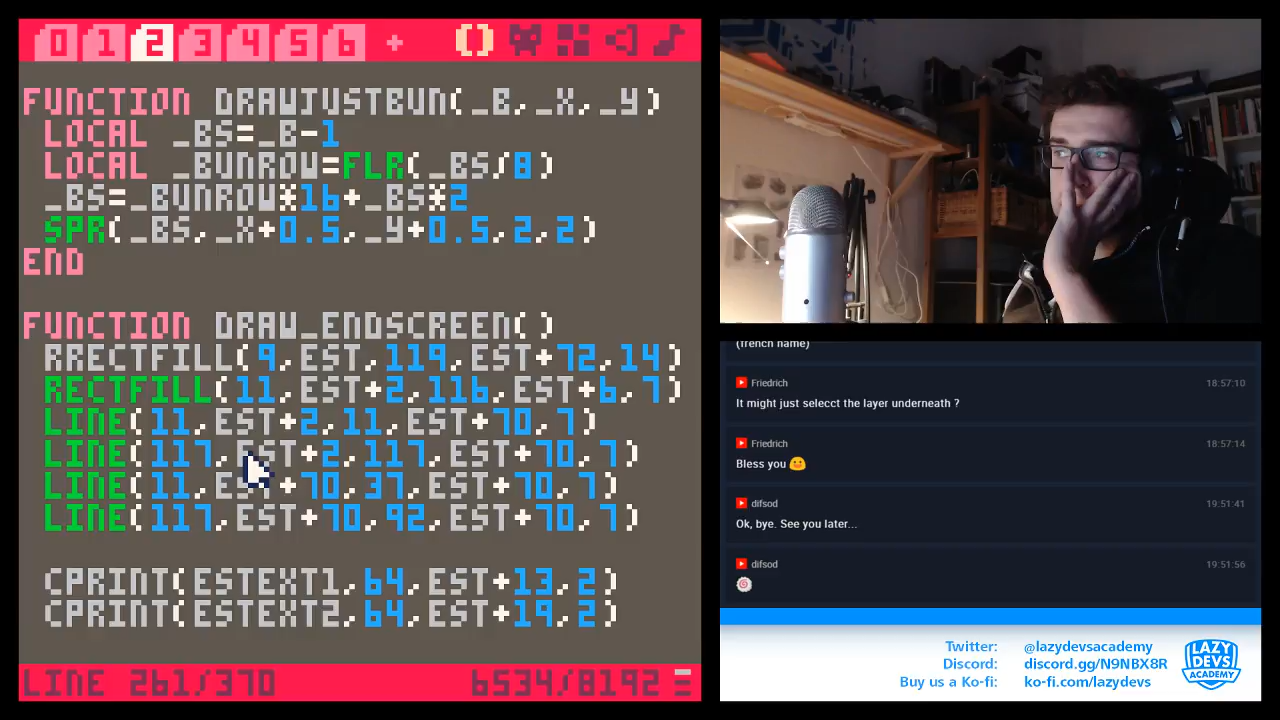 0 1 2 3 4 5 6 + ()
FUNCTION DRAWJUSTBUN(_B,_X,_Y)
LOCAL _BS=_B-1
LOCAL _BUNROW=FLR(_BS/8)
_BS=_BUNROW*16+_BS*2
SPR(_BS,_X+0.5,_Y+0.5,2,2)
END
FUNCTION DRAW_ENDSCREEN()
RRECTFILL(9,EST,119,EST+72,14)
RECTFILL(11,EST+2,116,EST+6,7)
LINE(11,EST+2,11,EST+70,7)
LINE(117,EST+2,117,EST+70,7)
LINE(11,EST+70,37,EST+70,7)
LINE(117,EST+70,92,EST+70,7)
CPRINT(ESTEXT1,64,EST+13,2)
CPRINT(ESTEXT2,64,EST+19,2)
LINE 261/370 6534/8192
(french name)
Friedrich 18:57:10
It might just selecct the layer underneath ?
Friedrich 18:57:14
Bless you
difsod 19:51:41
Ok, bye. See you later...
difsod 19:51:56
Twitter: @lazydevsacademy
Discord: discord.gg/N9NBX8R
Buy us a Ko-fi: ko-fi.com/lazydevs
LAZY
DEVS
ACADEMY